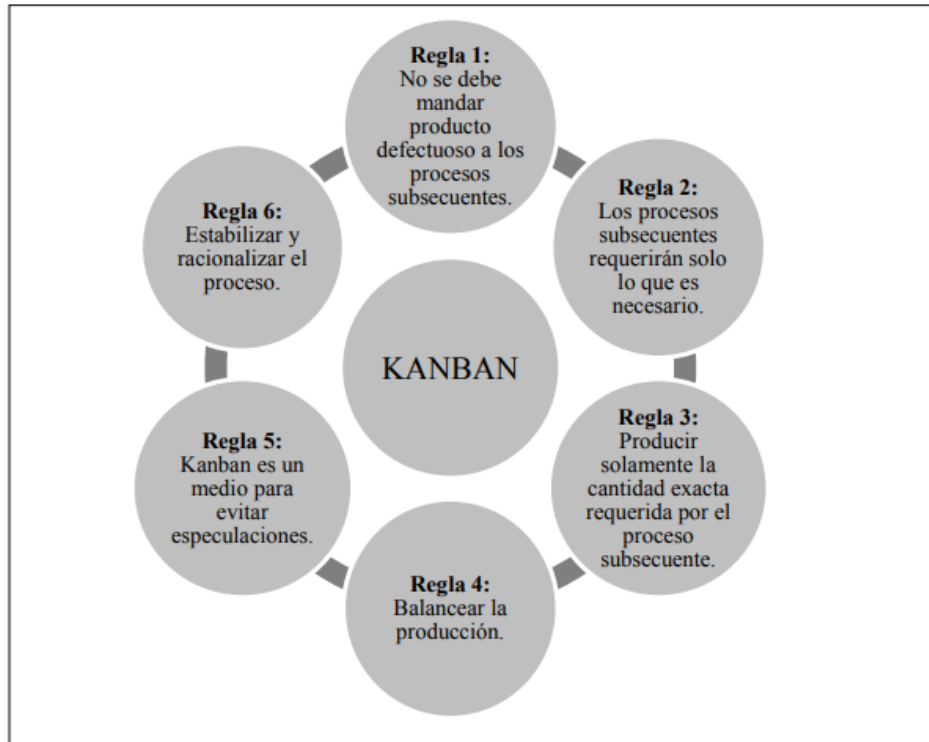 Regla 1:
No se debe
mandar
producto
defectuoso a los
procesos
subsecuentes.
Regla 2:
Los procesos
subsecuentes
requerirán solo
lo que es
necesario.
Regla 3:
Producir
solamente la
cantidad exacta
requerida por el
proceso
subsecuente.
Regla 4:
Balancear la
producción.
Regla 5:
Kanban es un
medio para
evitar
especulaciones.
Regla 6:
Estabilizar y
racionalizar el
proceso.
KANBAN